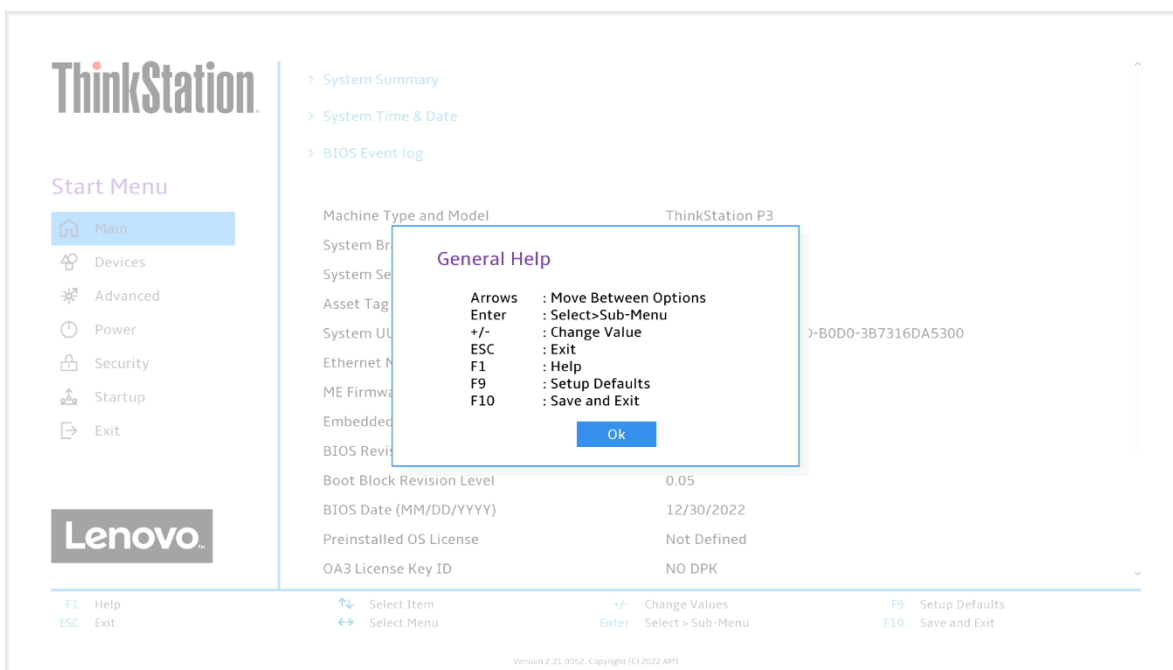 ThinkStation
> System Summary
> System Time & Date
> BIOS Event log
Start Menu
Main
Devices
Advanced
Power
Security
Startup
Exit
Lenovo
Machine Type and Model ThinkStation P3
System Br
System Se
Asset Tag
System UU -B0D0-3B7316DA5300
Ethernet
ME Firmwa
Embedded
BIOS Revis
Boot Block Revision Level 0.05
BIOS Date (MM/DD/YYYY) 12/30/2022
Preinstalled OS License Not Defined
OA3 License Key ID NO DPK
General Help
Arrows : Move Between Options
Enter : Select>Sub-Menu
+/- : Change Value
ESC : Exit
F1 : Help
F9 : Setup Defaults
F10 : Save and Exit
Ok
F1 Help ↑↓ Select Item +/- Change Values F9 Setup Defaults
ESC Exit ↔ Select Menu Enter Select > Sub-Menu F10 Save and Exit
Version 2.21.0052. Copyright (C) 2022 AMI